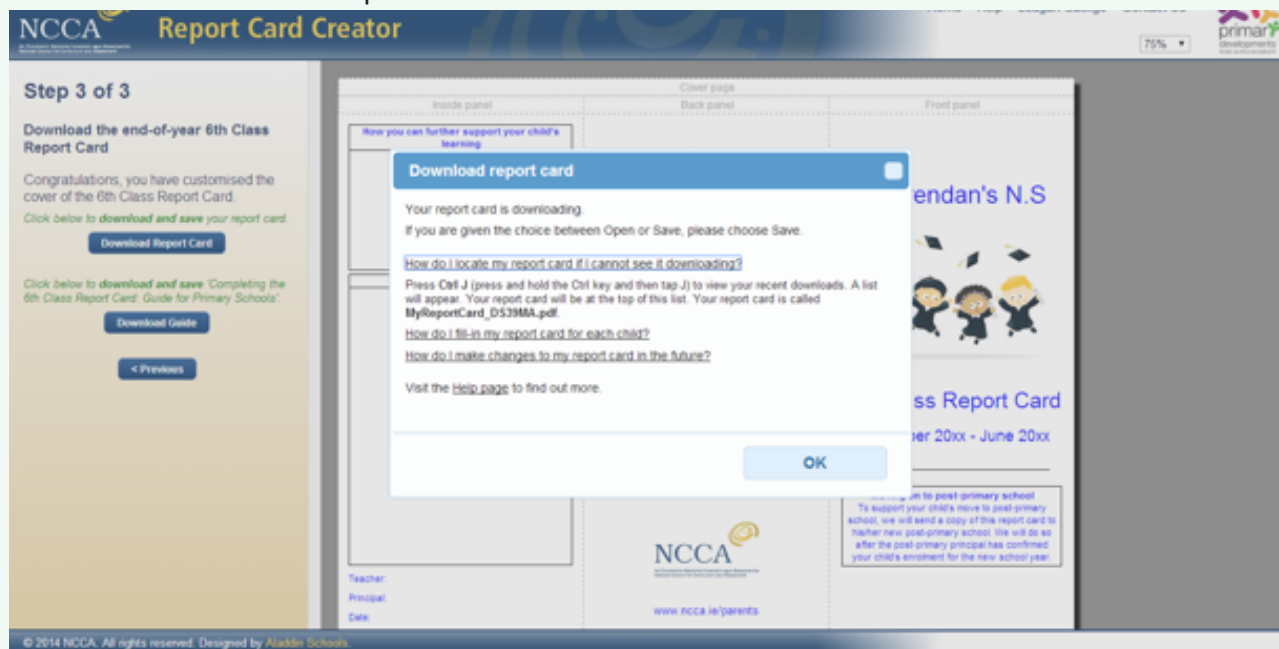 NCCA
Report Card Creator
75%
primary
developments
Step 3 of 3
Download the end-of-year 6th Class
Report Card
Congratulations, you have customised the
cover of the 6th Class Report Card.
Click below to download and save your report card.
Download Report Card
Click below to download and save 'Completing the
6th Class Report Card: Guide for Primary Schools'.
Download Guide
< Previous
Cover page
Inside panel
Back panel
Front panel
How you can further support your child's
learning
Download report card
Your report card is downloading.
If you are given the choice between Open or Save, please choose Save.
How do I locate my report card if I cannot see it downloading?
Press Ctrl J (press and hold the Ctrl key and then tap J) to view your recent downloads. A list
will appear. Your report card will be at the top of this list. Your report card is called
MyReportCard_DS39MA.pdf.
How do I fill-in my report card for each child?
How do I make changes to my report card in the future?
Visit the Help page to find out more.
OK
endan's N.S
ss Report Card
er 20xx - June 20xx
on to post-primary school
To support your child's move to post-primary
school, we will send a copy of this report card to
his/her new post-primary school. We will do so
after the post-primary principal has confirmed
your child's enrolment for the new school year.
NCCA
www.ncca.ie/parents
Teacher:
Principal:
Date:
© 2014 NCCA. All rights reserved. Designed by Aladdin Schools.